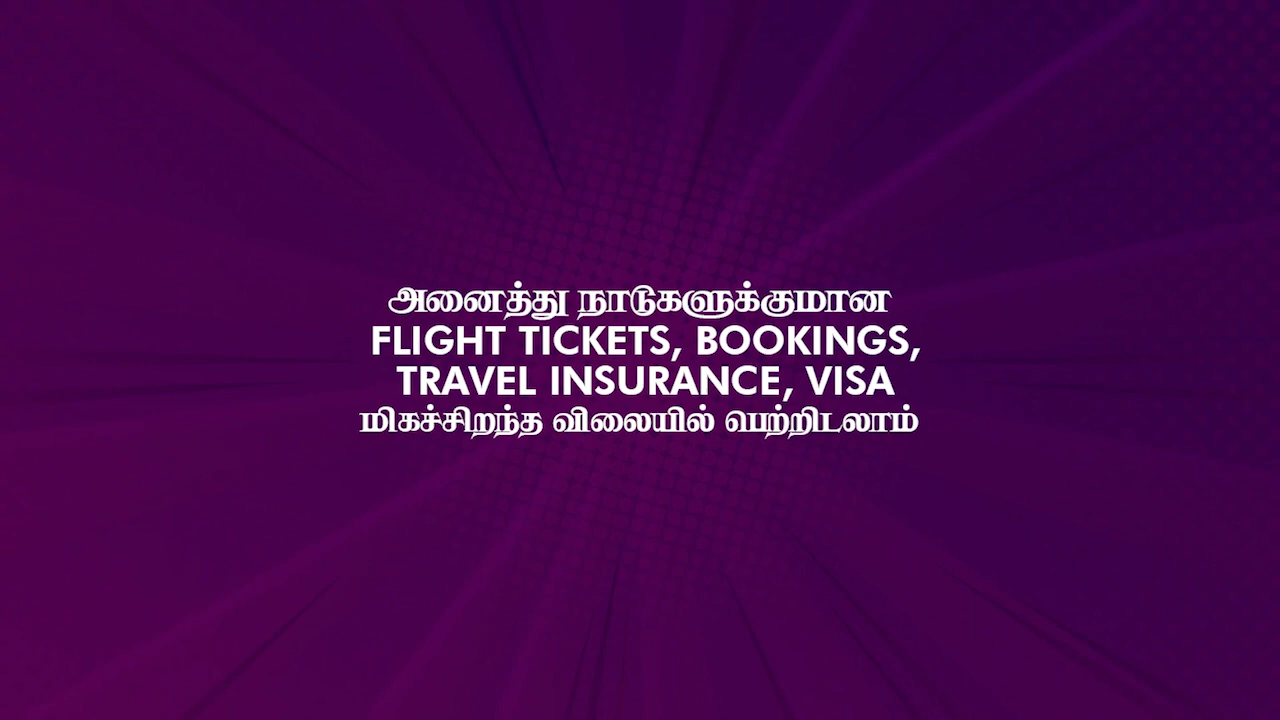 அனைத்து நாடுகளுக்குமான
FLIGHT TICKETS, BOOKINGS,
TRAVEL INSURANCE, VISA
மிகச்சிறந்த விலையில் பெற்றிடலாம்